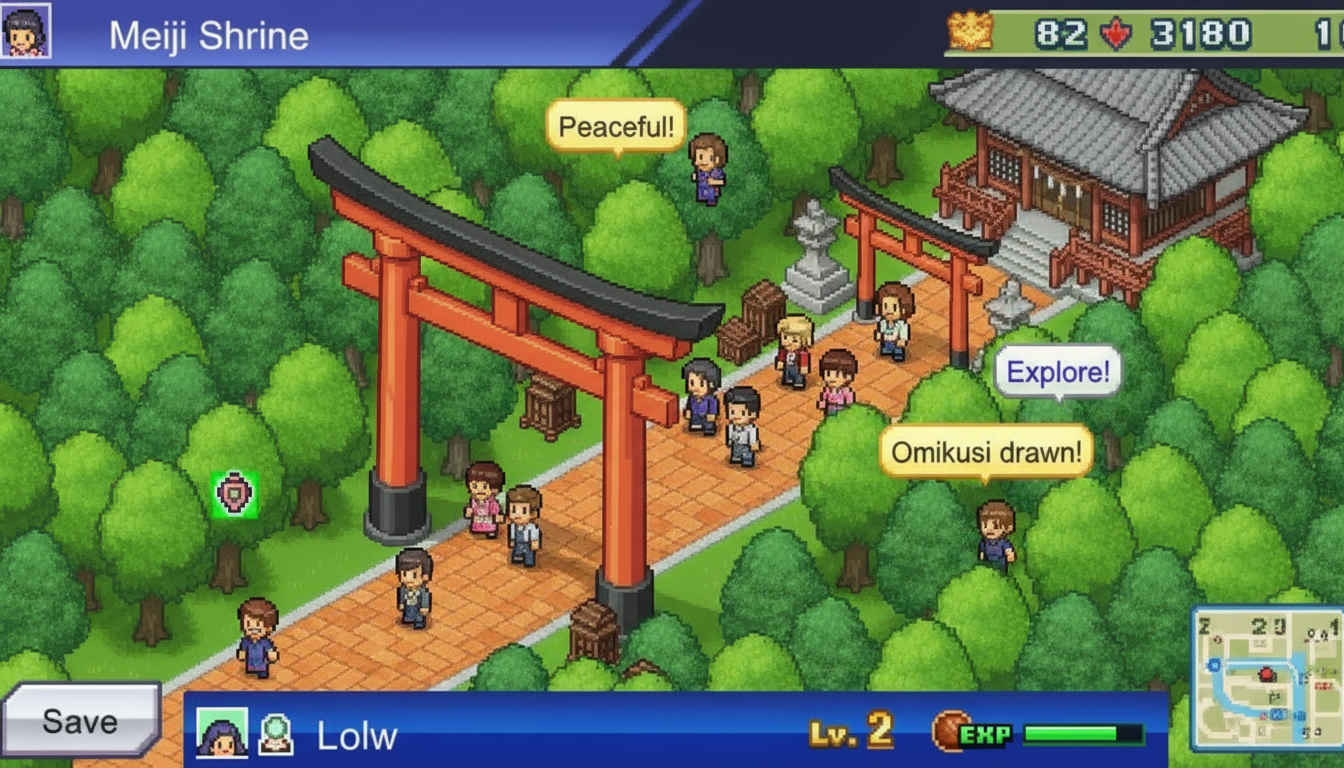 Meiji Shrine
82
3180
Peaceful!
Explore!
Omikusi drawn!
Save
Lolw
Lv. 2
EXP